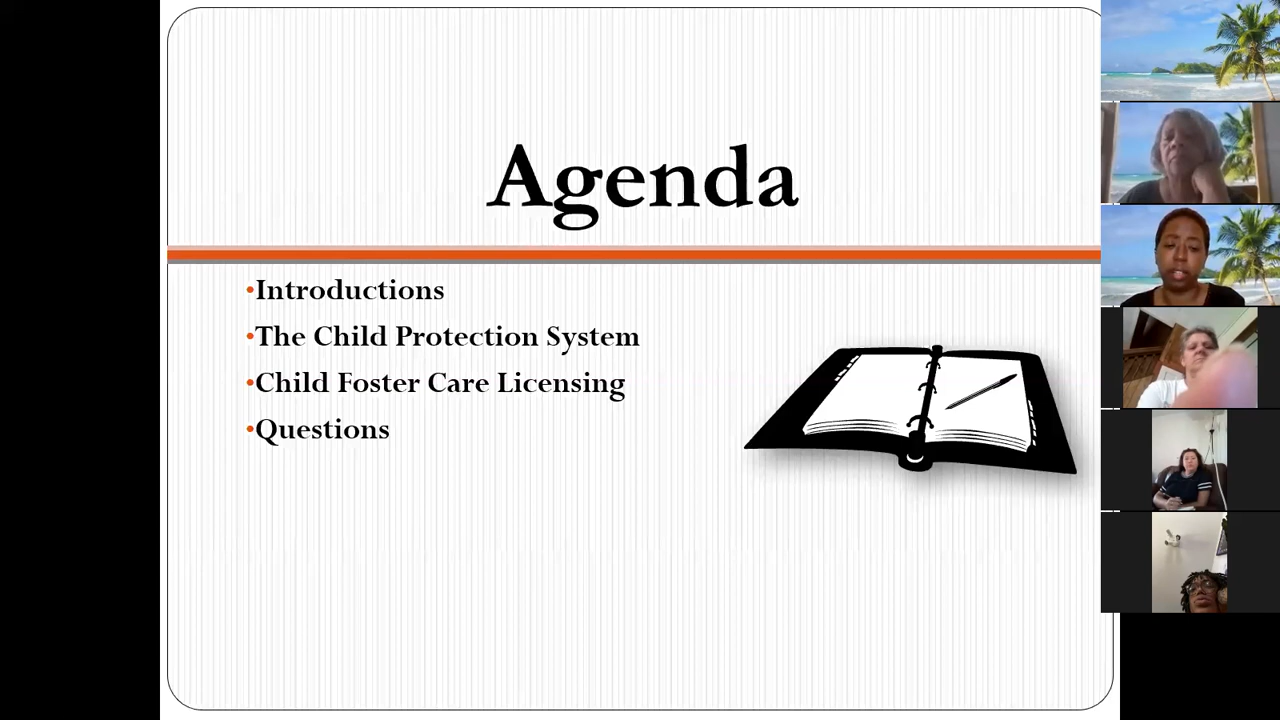 Agenda
•Introductions
•The Child Protection System
•Child Foster Care Licensing
•Questions